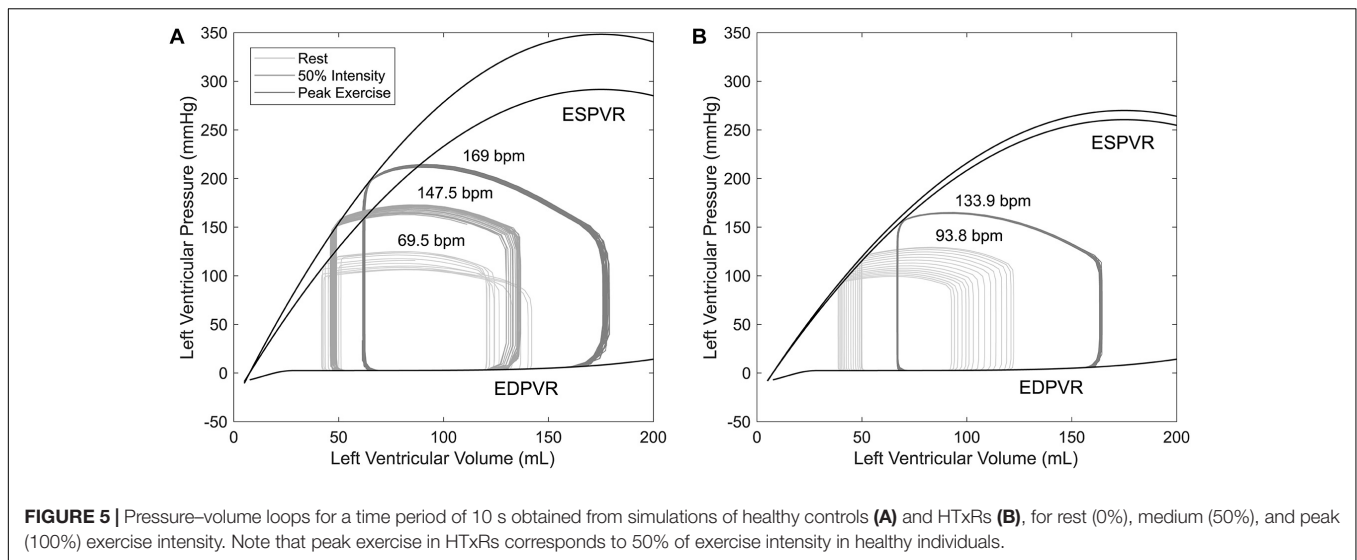 A
350
300
250
200
150
100
50
0
-50
Left Ventricular Pressure (mmHg)
Rest
50% Intensity
Peak Exercise
ESPVR
169 bpm
147.5 bpm
69.5 bpm
EDPVR
0 50 100 150 200
Left Ventricular Volume (mL)
B
350
300
250
200
150
100
50
0
-50
Left Ventricular Pressure (mmHg)
ESPVR
133.9 bpm
93.8 bpm
EDPVR
0 50 100 150 200
Left Ventricular Volume (mL)
FIGURE 5 | Pressure–volume loops for a time period of 10 s obtained from simulations of healthy controls (A) and HTxRs (B), for rest (0%), medium (50%), and peak
(100%) exercise intensity. Note that peak exercise in HTxRs corresponds to 50% of exercise intensity in healthy individuals.